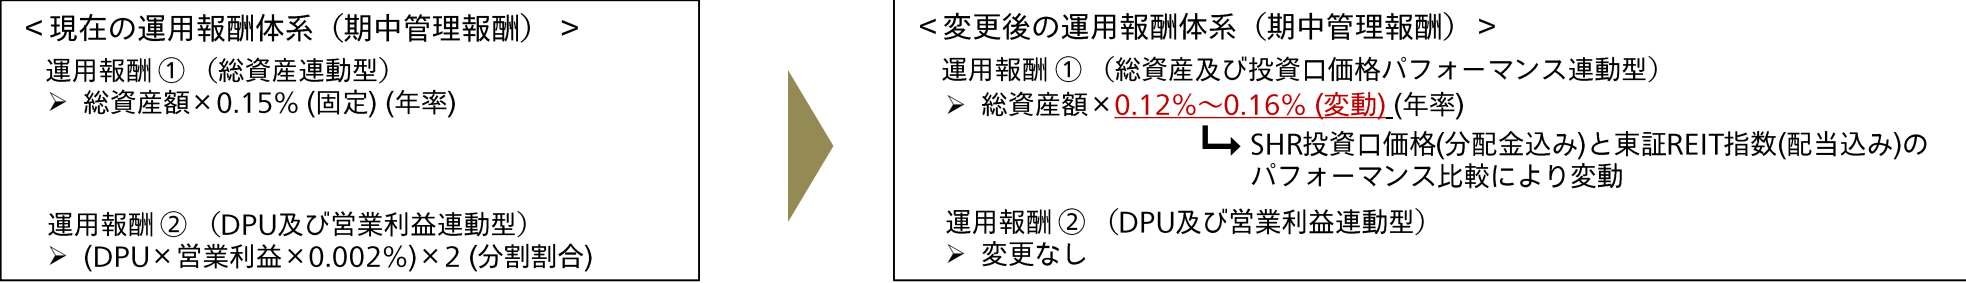 ＜現在の運用報酬体系（期中管理報酬）＞
運用報酬 ① （総資産連動型）
➢ 総資産額×0.15% (固定) (年率)
運用報酬 ② （DPU及び営業利益連動型）
➢ (DPU×営業利益×0.002%)×2 (分割割合)
＜変更後の運用報酬体系（期中管理報酬）＞
運用報酬 ① （総資産及び投資口価格パフォーマンス連動型）
➢ 総資産額×0.12%～0.16% (変動) (年率)
SHR投資口価格(分配金込み)と東証REIT指数(配当込み)の
パフォーマンス比較により変動
運用報酬 ② （DPU及び営業利益連動型）
➢ 変更なし